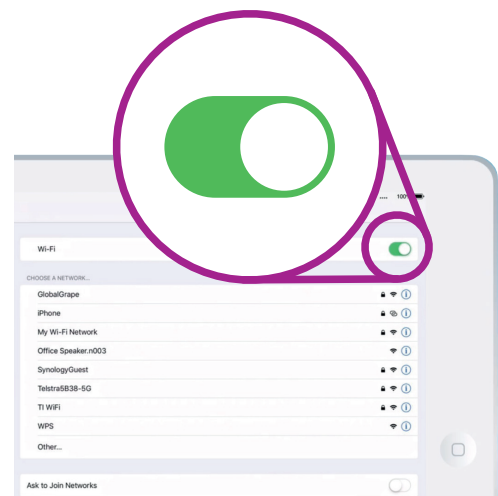 100%
Wi-Fi
CHOOSE A NETWORK...
GlobalGrape
iPhone
My Wi-Fi Network
Office Speaker.n003
SynologyGuest
Telstra5B38-5G
TI WiFi
WPS
Other...
Ask to Join Networks